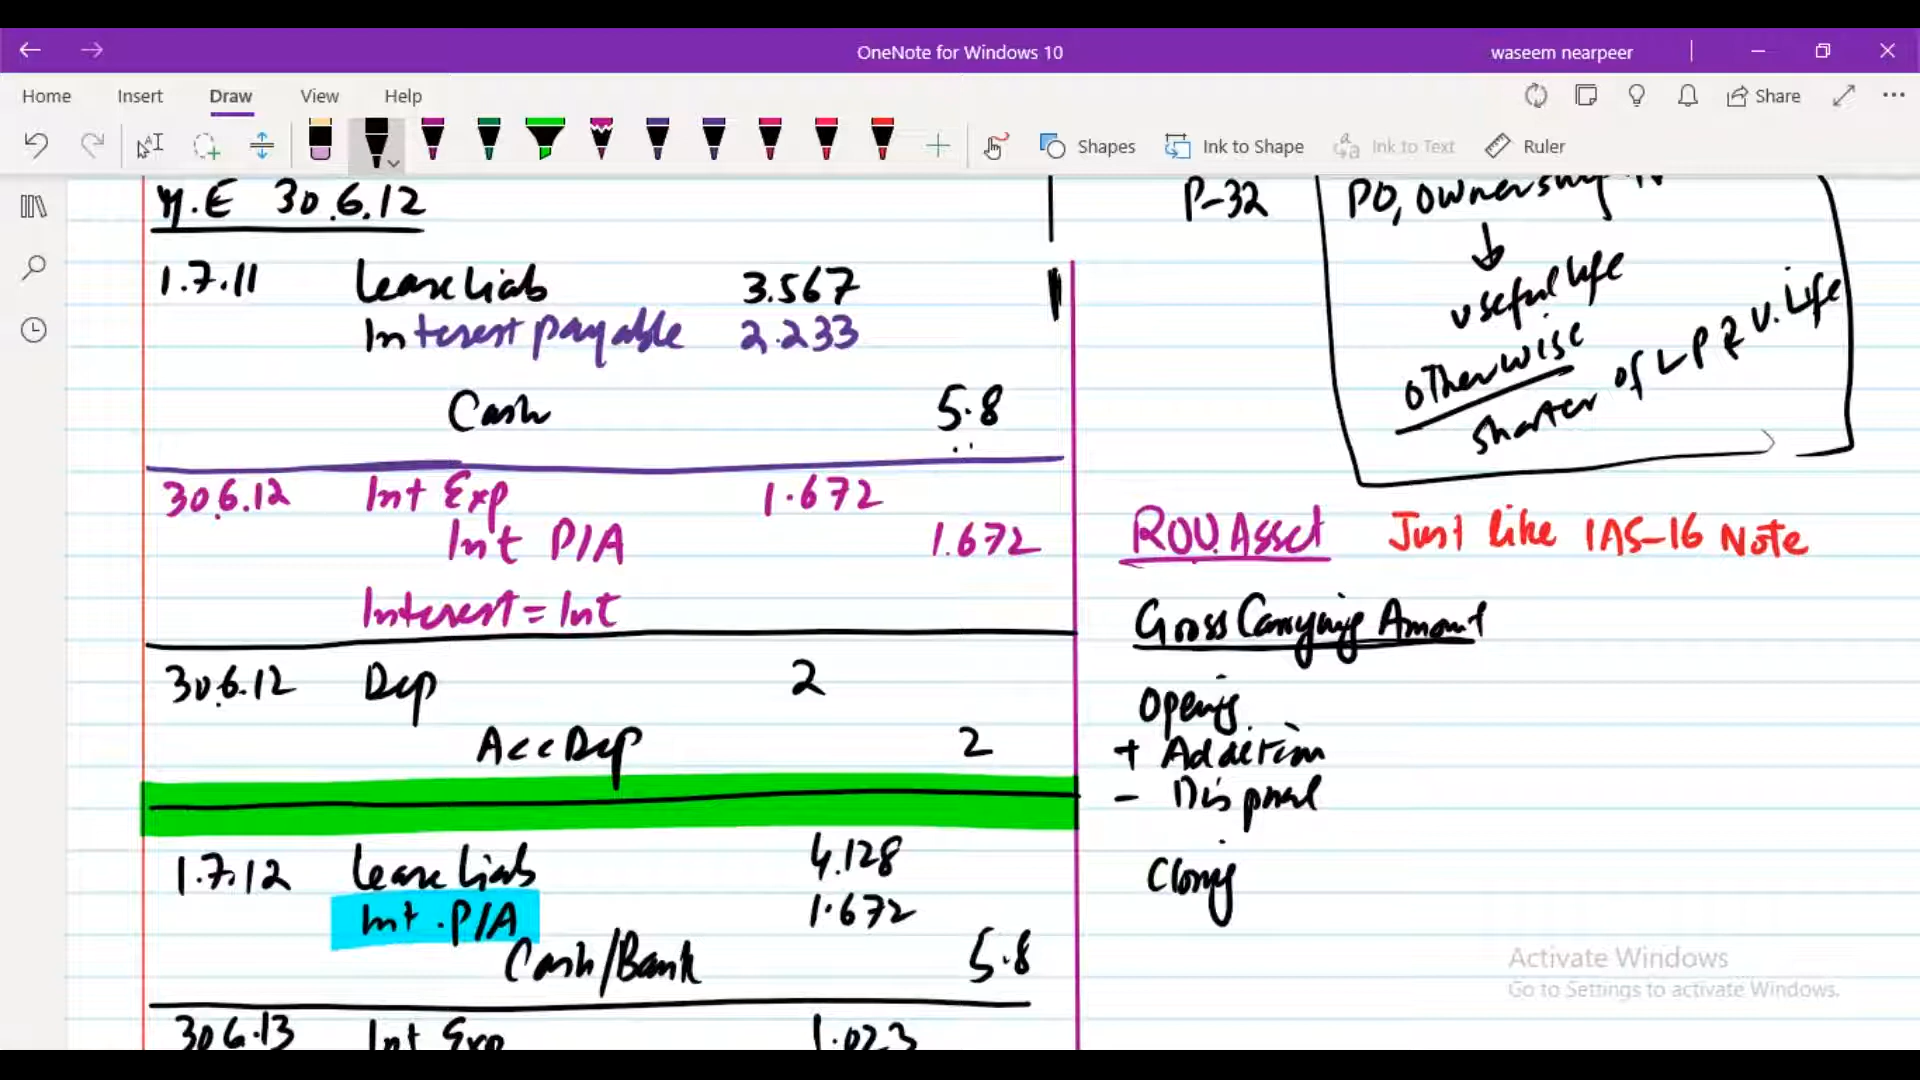 OneNote for Windows 10
waseem nearpeer
Home Insert Draw View Help
Share
Shapes Ink to Shape Ink to Text Ruler
Y.E 30.6.12
1.7.11 Lease Liab 3.567
Interest payable 2.233
Cash 5.8
30.6.12 Int Exp 1.672
Int P/A 1.672
Interest = Int
30.6.12 Dep 2
Acc Dep 2
1.7.12 Lease Liab 4.128
Int. P/A 1.672
Cash/Bank 5.8
30.6.13 Int Exp 1.023
P-32
PO, ownership
useful life
otherwise
shorter of LP & U. Life
ROU Asset Just like IAS-16 Note
Gross Carrying Amount
Opening
+ Addition
- Disposal
Closing
Activate Windows
Go to Settings to activate Windows.